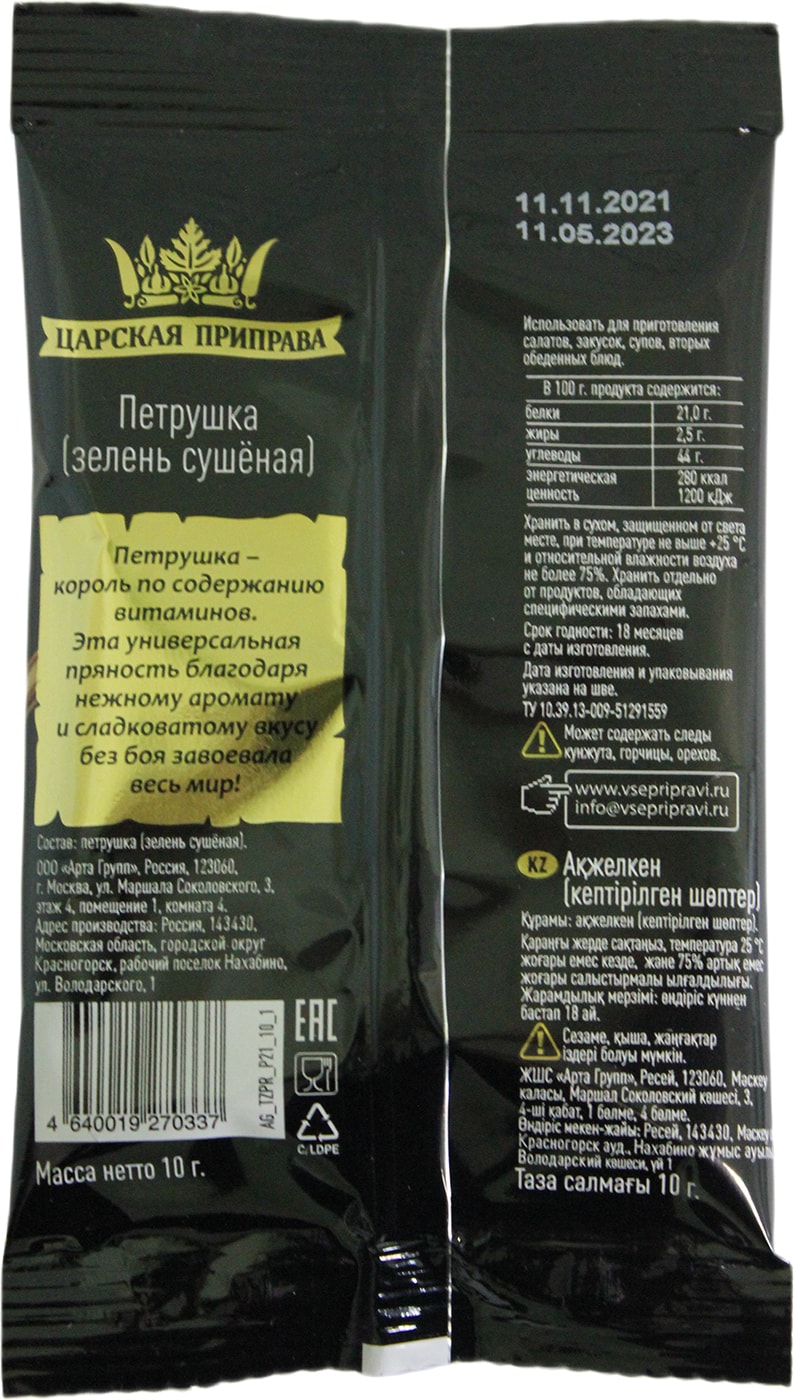 ЦАРСКАЯ ПРИПРАВА
Петрушка
(зелень сушёная)
Петрушка –
король по содержанию
витаминов.
Эта универсальная
пряность благодаря
нежному аромату
и сладковатому вкусу
без боя завоевала
весь мир!
Состав: петрушка (зелень сушёная).
ООО «Арта Групп», Россия, 123060,
г. Москва, ул. Маршала Соколовского, 3,
этаж 4, помещение 1, комната 4.
Адрес производства: Россия, 143430,
Московская область, городской округ
Красногорск, рабочий поселок Нахабино,
ул. Володарского, 1
4 640019 270337
AG_TZPR_P21_10_1
EAC
C/LDPE
Масса нетто 10 г.
11.11.2021
11.05.2023
Использовать для приготовления
салатов, закусок, супов, вторых
обеденных блюд.
В 100 г. продукта содержится:
белки 21,0 г.
жиры 2,5 г.
углеводы 44 г.
энергетическая 280 ккал
ценность 1200 кДж
Хранить в сухом, защищенном от света
месте, при температуре не выше +25 °C
и относительной влажности воздуха
не более 75%. Хранить отдельно
от продуктов, обладающих
специфическими запахами.
Срок годности: 18 месяцев
с даты изготовления.
Дата изготовления и упаковывания
указана на шве.
ТУ 10.39.13-009-51291559
Может содержать следы
кунжута, горчицы, орехов.
www.vsepripravi.ru
info@vsepripravi.ru
KZ Ақжелкен
(кептірілген шөптер)
Құрамы: ақжелкен (кептірілген шөптер).
Қараңғы жерде сақтаңыз, температура 25 °C
жоғары емес кезде, және 75% артық емес
жоғары салыстырмалы ылғалдылығы.
Жарамдылық мерзімі: өндіріс күннен
бастап 18 ай.
Сезаме, қыша, жаңғақтар
іздері болуы мүмкін.
ЖШС «Арта Групп», Ресей, 123060, Мәскеу
қаласы, Маршал Соколовский көшесі, 3,
4-ші қабат, 1 бөлме, 4 бөлме.
Өндіріс мекен-жайы: Ресей, 143430, Мәскеу
Красногорск ауд., Нахабино жұмыс ауылы
Володарский көшеси, үй 1
Таза салмағы 10 г.